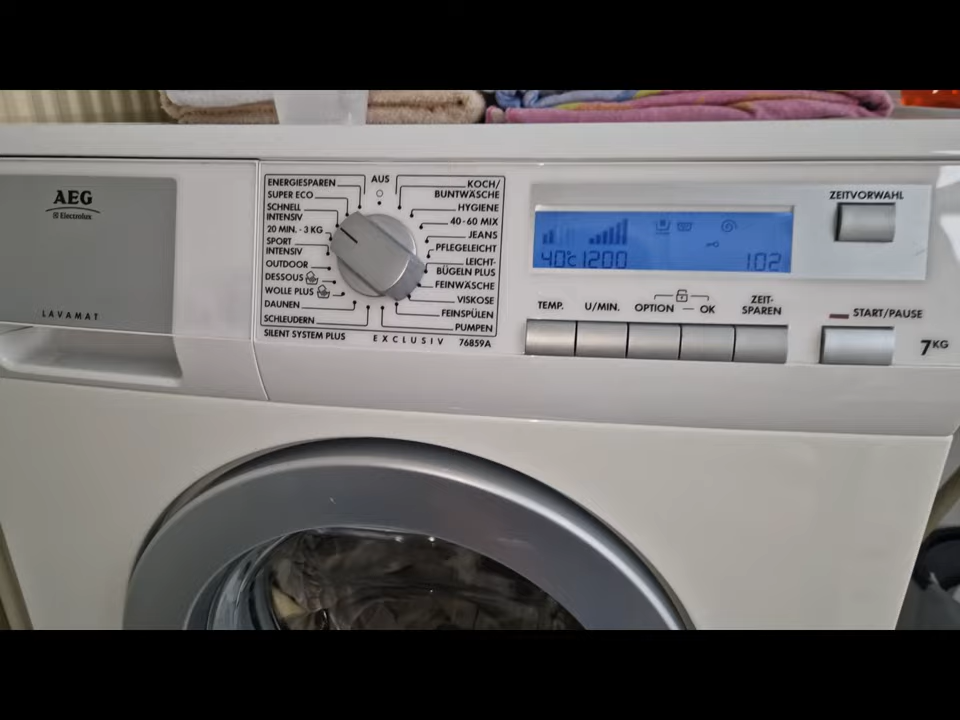 AEG
Electrolux
LAVAMAT
AUS
ENERGIESPAREN
SUPER ECO
SCHNELL
INTENSIV
20 MIN. - 3 KG
SPORT
INTENSIV
OUTDOOR
DESSOUS
WOLLE PLUS
DAUNEN
SCHLEUDERN
KOCH/
BUNTWÄSCHE
HYGIENE
40-60 MIX
JEANS
PFLEGELEICHT
LEICHT-
BÜGELN PLUS
FEINWÄSCHE
VISKOSE
FEINSPÜLEN
PUMPEN
SILENT SYSTEM PLUS
EXCLUSIV
76859A
40°C 1200
1.02
ZEITVORWAHL
TEMP.
U/MIN.
OPTION — OK
ZEIT-
SPAREN
START/PAUSE
7KG